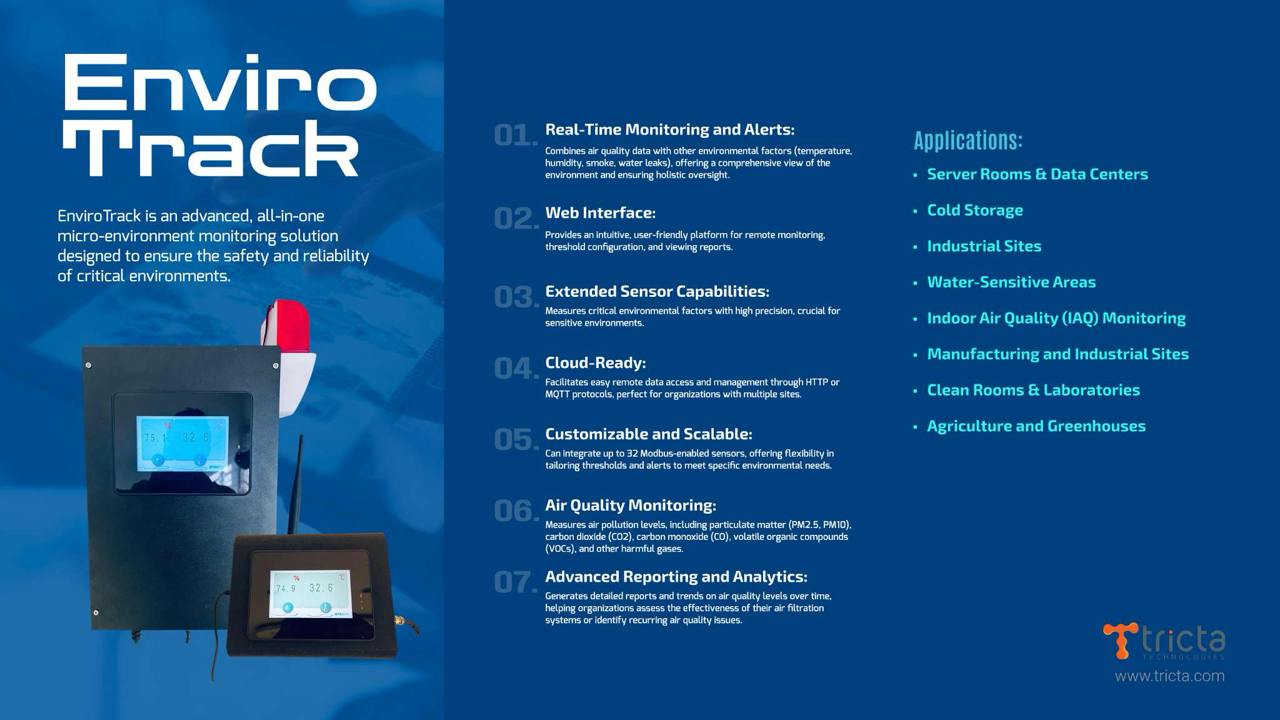 Enviro
Track
EnviroTrack is an advanced, all-in-one
micro-environment monitoring solution
designed to ensure the safety and reliability
of critical environments.
75.1 32.6
%
°C
74.9 32.6
01. Real-Time Monitoring and Alerts:
Combines air quality data with other environmental factors (temperature,
humidity, smoke, water leaks), offering a comprehensive view of the
environment and ensuring holistic oversight.
02. Web Interface:
Provides an intuitive, user-friendly platform for remote monitoring,
threshold configuration, and viewing reports.
03. Extended Sensor Capabilities:
Measures critical environmental factors with high precision, crucial for
sensitive environments.
04. Cloud-Ready:
Facilitates easy remote data access and management through HTTP or
MQTT protocols, perfect for organizations with multiple sites.
05. Customizable and Scalable:
Can integrate up to 32 Modbus-enabled sensors, offering flexibility in
tailoring thresholds and alerts to meet specific environmental needs.
06. Air Quality Monitoring:
Measures air pollution levels, including particulate matter (PM2.5, PM10),
carbon dioxide (CO2), carbon monoxide (CO), volatile organic compounds
(VOCs), and other harmful gases.
07. Advanced Reporting and Analytics:
Generates detailed reports and trends on air quality levels over time,
helping organizations assess the effectiveness of their air filtration
systems or identify recurring air quality issues.
Applications:
• Server Rooms & Data Centers
• Cold Storage
• Industrial Sites
• Water-Sensitive Areas
• Indoor Air Quality (IAQ) Monitoring
• Manufacturing and Industrial Sites
• Clean Rooms & Laboratories
• Agriculture and Greenhouses
tricta
TECHNOLOGIES
www.tricta.com